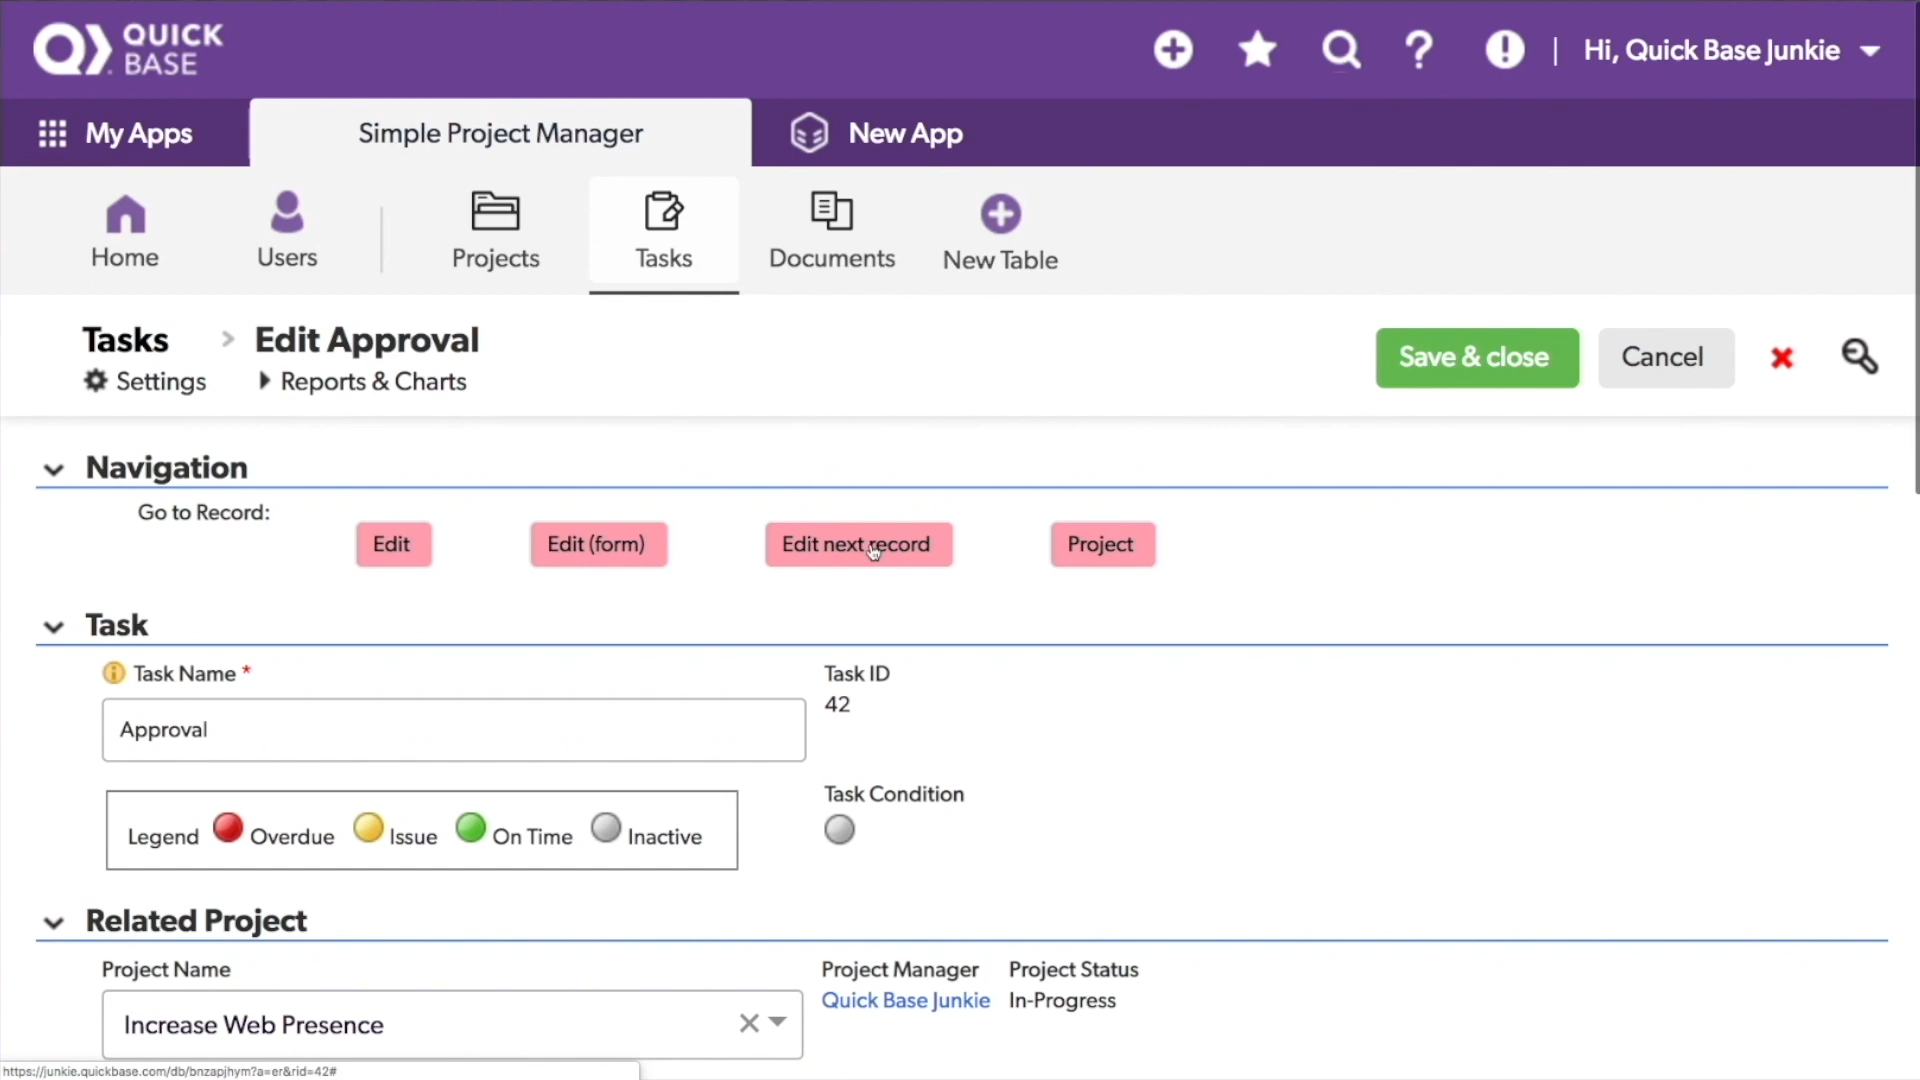 QUICK
BASE
Hi, Quick Base Junkie
My Apps
Simple Project Manager
New App
Home
Users
Projects
Tasks
Documents
New Table
Tasks > Edit Approval
Settings
Reports & Charts
Save & close
Cancel
Navigation
Go to Record:
Edit
Edit (form)
Edit next record
Project
Task
Task Name *
Task ID
Approval
42
Legend Overdue Issue On Time Inactive
Task Condition
Related Project
Project Name
Project Manager
Project Status
Increase Web Presence
Quick Base Junkie
In-Progress
https://junkie.quickbase.com/db/bnzapjhym?a=er&rid=42#